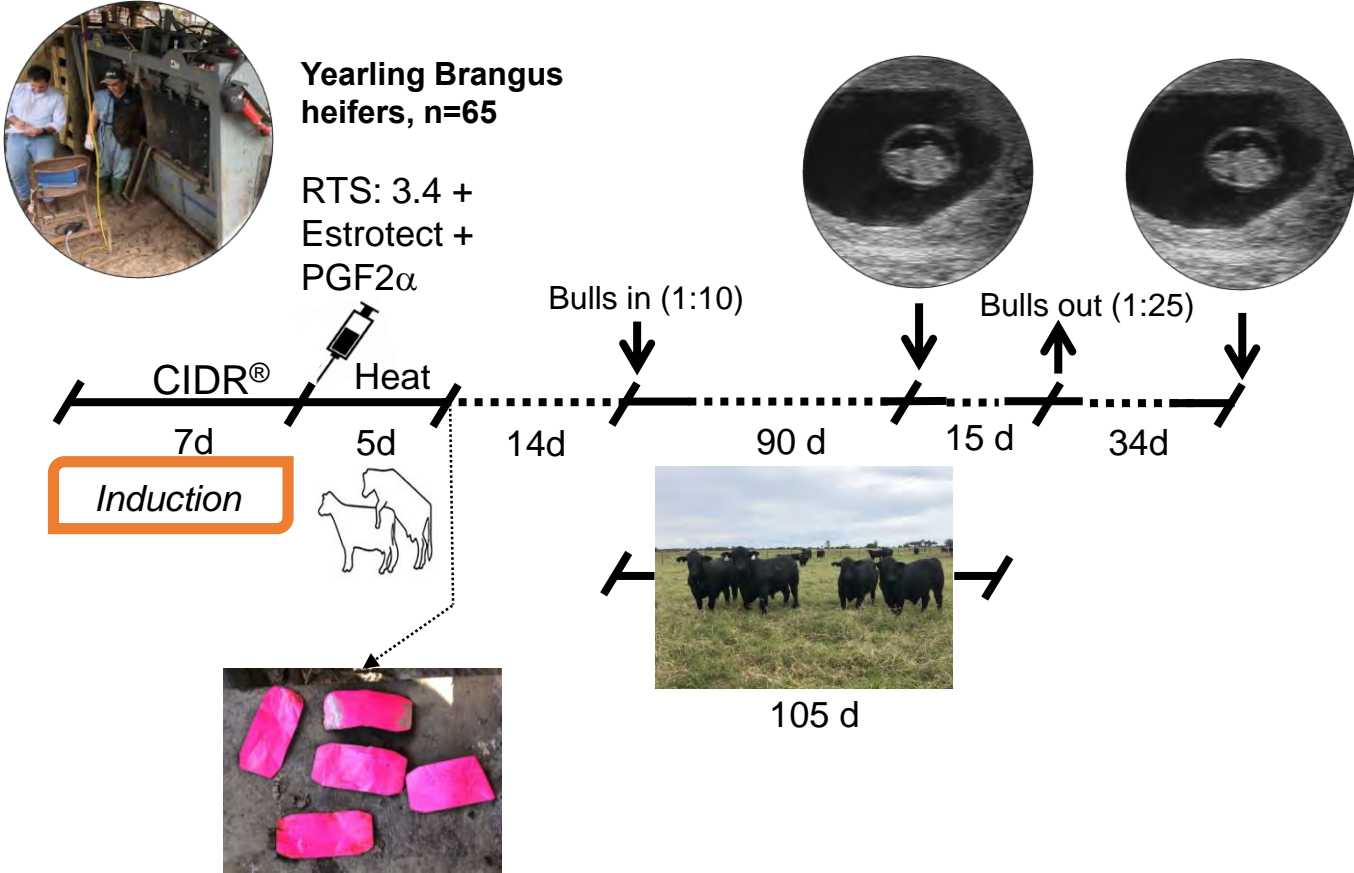 Yearling Brangus
heifers, n=65
RTS: 3.4 +
Estrotect +
PGF2α
Bulls in (1:10)
Bulls out (1:25)
CIDR®
Heat
7d
5d
14d
90 d
15 d
34d
Induction
105 d